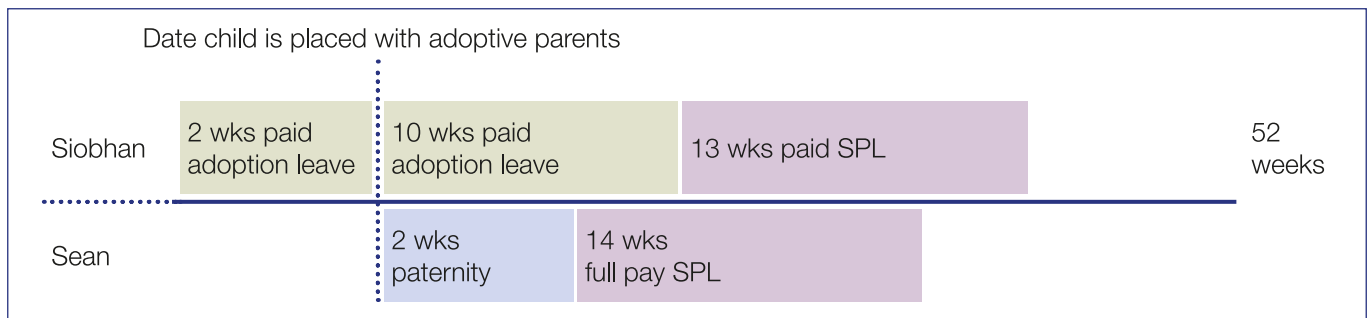 Date child is placed with adoptive parents
Siobhan
2 wks paid
adoption leave
10 wks paid
adoption leave
13 wks paid SPL
52
weeks
Sean
2 wks
paternity
14 wks
full pay SPL